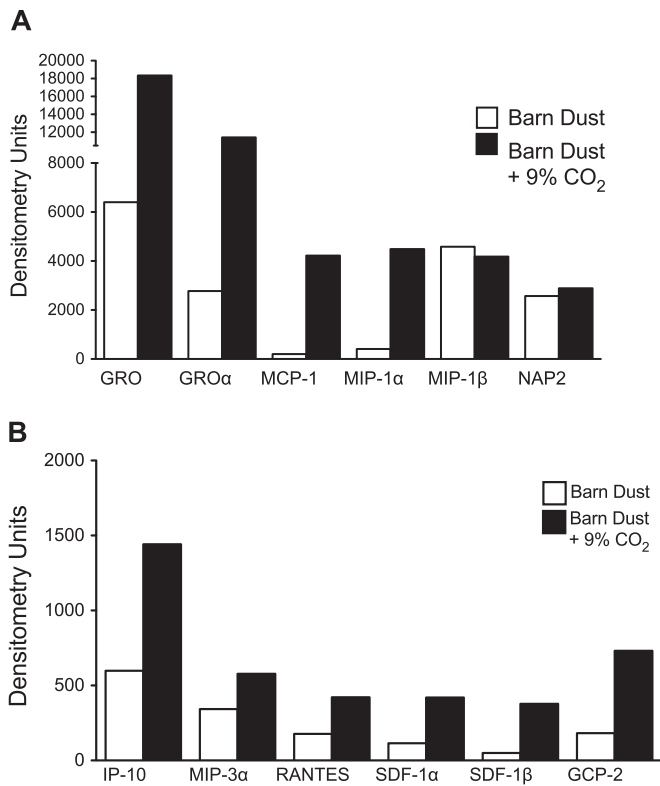 A
20000
18000
16000
14000
12000
8000
6000
4000
2000
0
Densitometry Units
Barn Dust
Barn Dust
+ 9% CO2
GRO GROα MCP-1 MIP-1α MIP-1β NAP2
B
2000
1500
1000
500
0
Densitometry Units
Barn Dust
Barn Dust
+ 9% CO2
IP-10 MIP-3α RANTES SDF-1α SDF-1β GCP-2